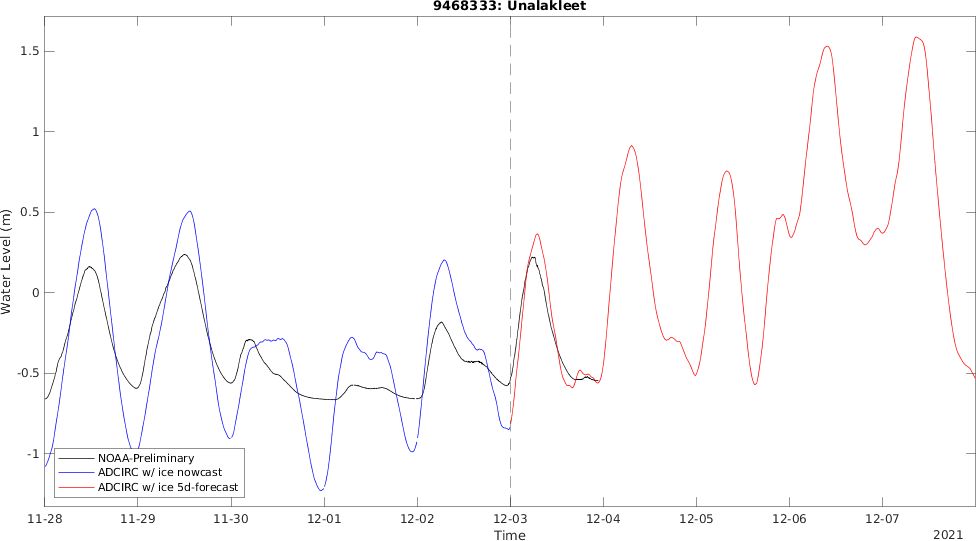 9468333: Unalakleet
Water Level (m)
1.5
1
0.5
0
-0.5
-1
NOAA-Preliminary
ADCIRC w/ ice nowcast
ADCIRC w/ ice 5d-forecast
11-28 11-29 11-30 12-01 12-02 12-03 12-04 12-05 12-06 12-07
Time
2021